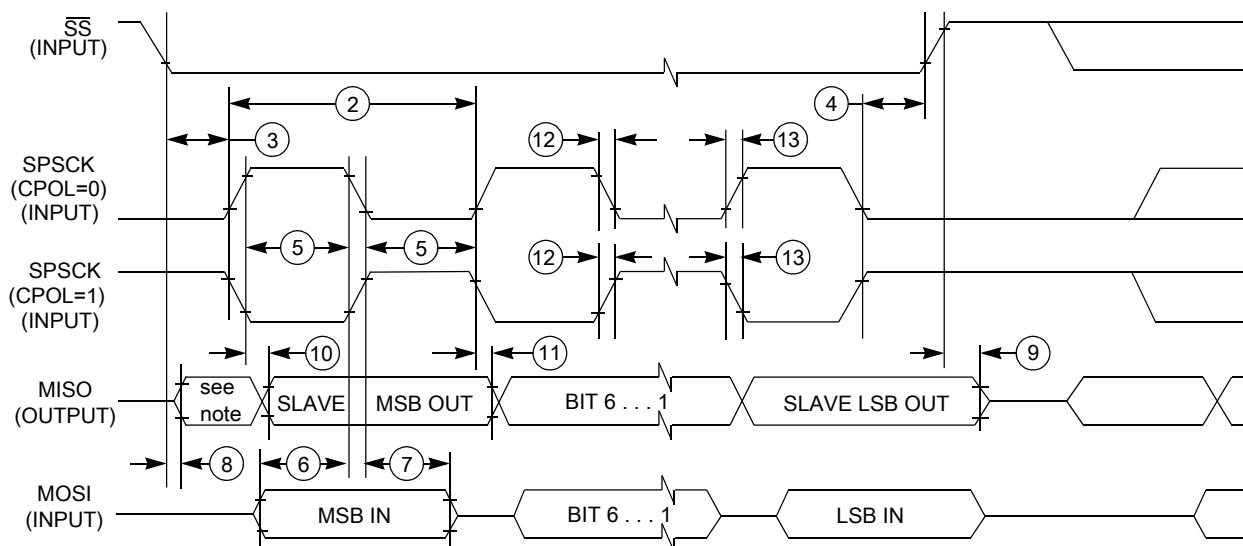 SS
(INPUT)
2
4
3
12
13
SPSCK
(CPOL=0)
(INPUT)
5
5
SPSCK
(CPOL=1)
(INPUT)
12
13
10
11
9
MISO
(OUTPUT)
see
note
SLAVE
MSB OUT
BIT 6 . . . 1
SLAVE LSB OUT
8
6
7
MOSI
(INPUT)
MSB IN
BIT 6 . . . 1
LSB IN